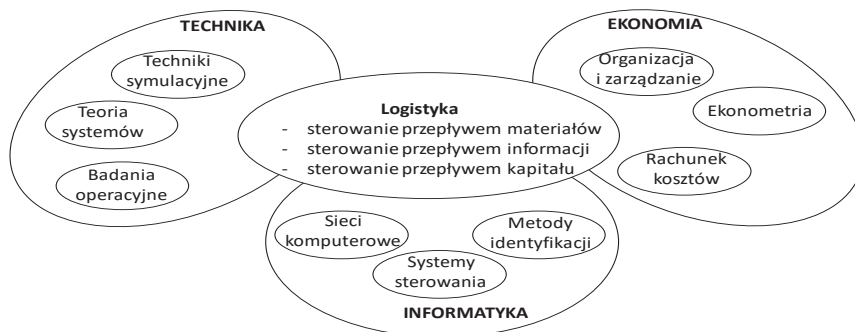 TECHNIKA
Techniki
symulacyjne
Teoria
systemów
Badania
operacyjne
EKONOMIA
Organizacja
i zarządzanie
Ekonometria
Rachunek
kosztów
Logistyka
- sterowanie przepływem materiałów
- sterowanie przepływem informacji
- sterowanie przepływem kapitału
Sieci
komputerowe
Metody
identyfikacji
Systemy
sterowania
INFORMATYKA